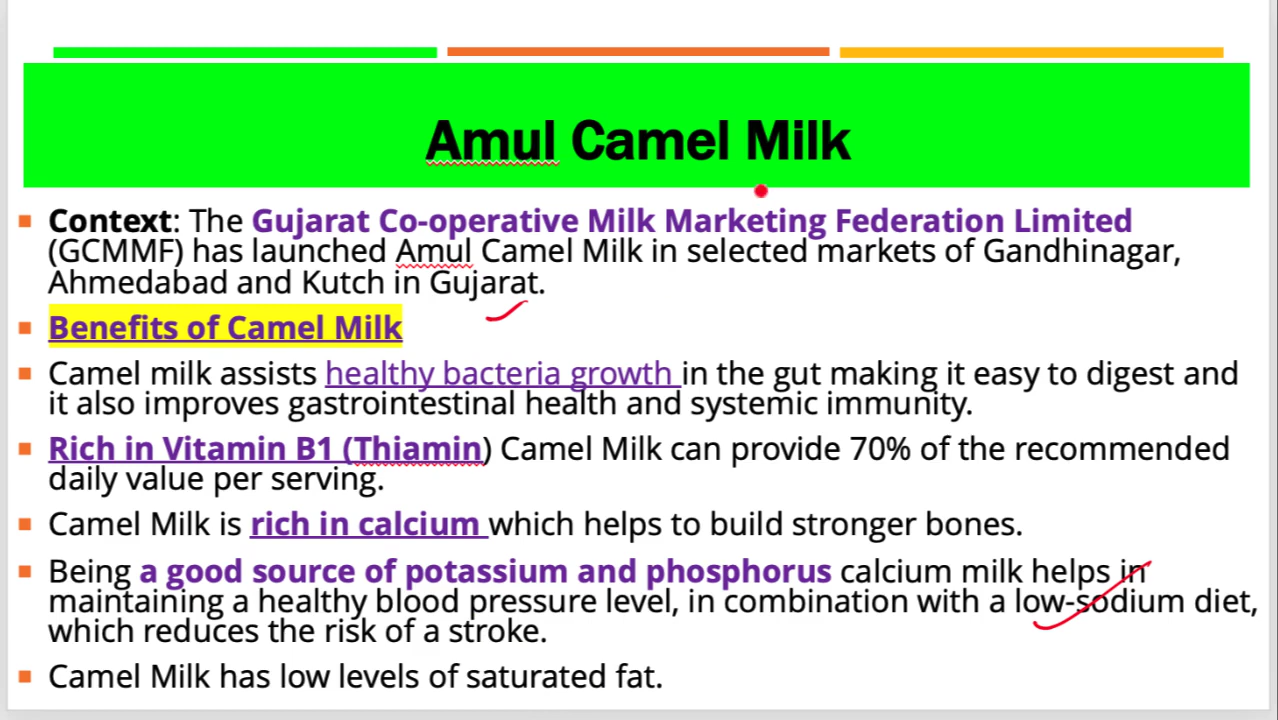 Amul Camel Milk
Context: The Gujarat Co-operative Milk Marketing Federation Limited
(GCMMF) has launched Amul Camel Milk in selected markets of Gandhinagar,
Ahmedabad and Kutch in Gujarat.
Benefits of Camel Milk
Camel milk assists healthy bacteria growth in the gut making it easy to digest and
it also improves gastrointestinal health and systemic immunity.
Rich in Vitamin B1 (Thiamin) Camel Milk can provide 70% of the recommended
daily value per serving.
Camel Milk is rich in calcium which helps to build stronger bones.
Being a good source of potassium and phosphorus calcium milk helps in
maintaining a healthy blood pressure level, in combination with a low-sodium diet,
which reduces the risk of a stroke.
Camel Milk has low levels of saturated fat.